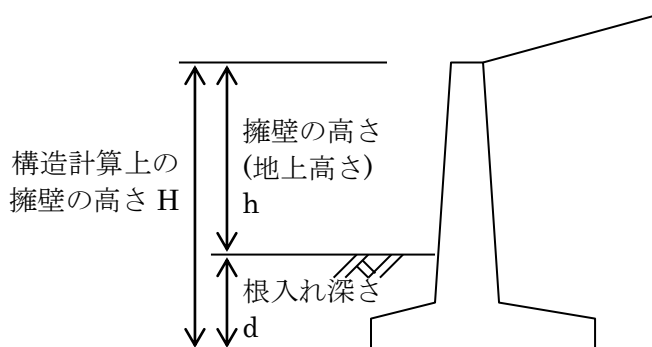 構造計算上の
擁壁の高さ H
擁壁の高さ
(地上高さ)
h
根入れ深さ
d